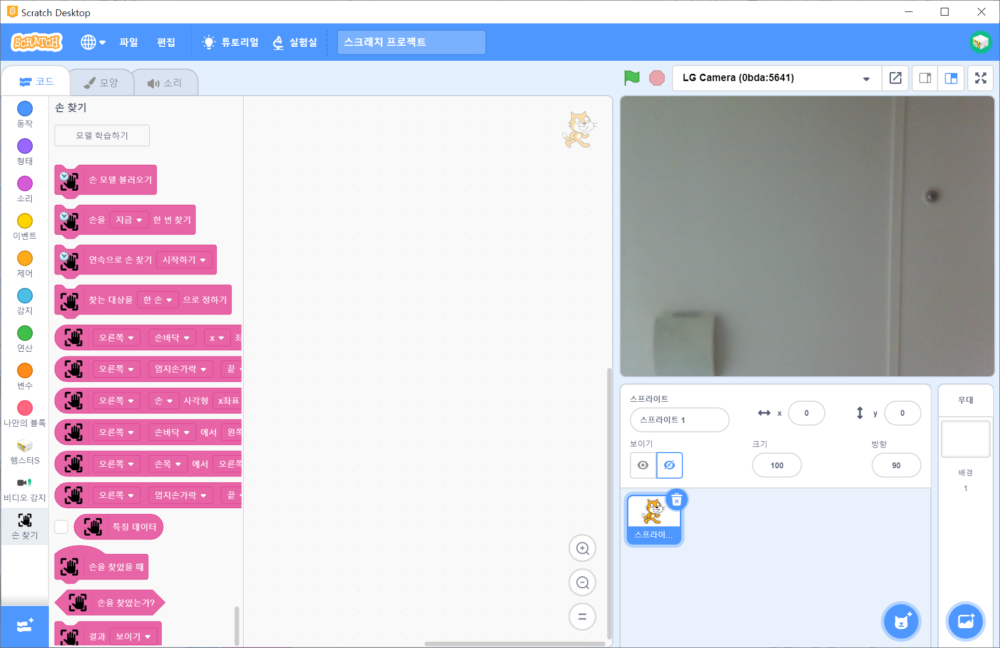 Scratch Desktop
SCRATCH
파일
편집
튜토리얼
실험실
스크래치 프로젝트
코드
모양
소리
LG Camera (0bda:5641)
동작
형태
소리
이벤트
제어
감지
연산
변수
나만의 블록
햄스터S
비디오 감지
손 찾기
손 찾기
모델 학습하기
손 모델 불러오기
손을 지금 한 번 찾기
연속으로 손 찾기 시작하기
찾는 대상을 한 손 으로 정하기
오른쪽 손바닥 x
오른쪽 엄지손가락 끝
오른쪽 손 사각형 x좌표
오른쪽 손바닥 에서 왼쪽
오른쪽 손목 에서 오른쪽
오른쪽 엄지손가락 끝
특징 데이터
손을 찾았을 때
손을 찾았는가?
결과 보이기
스프라이트
스프라이트 1
x 0
y 0
보이기
크기
100
방향
90
스프라이...
무대
배경
1